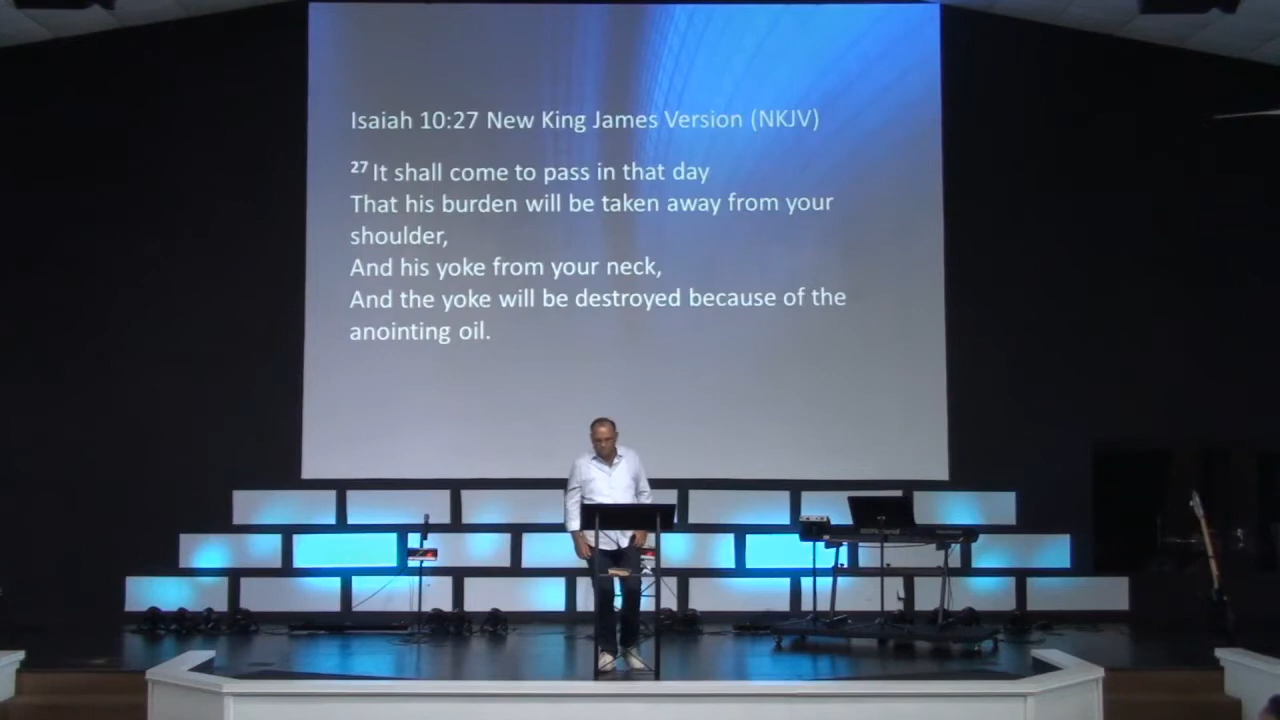 Isaiah 10:27 New King James Version (NKJV)
27 It shall come to pass in that day
That his burden will be taken away from your
shoulder,
And his yoke from your neck,
And the yoke will be destroyed because of the
anointing oil.